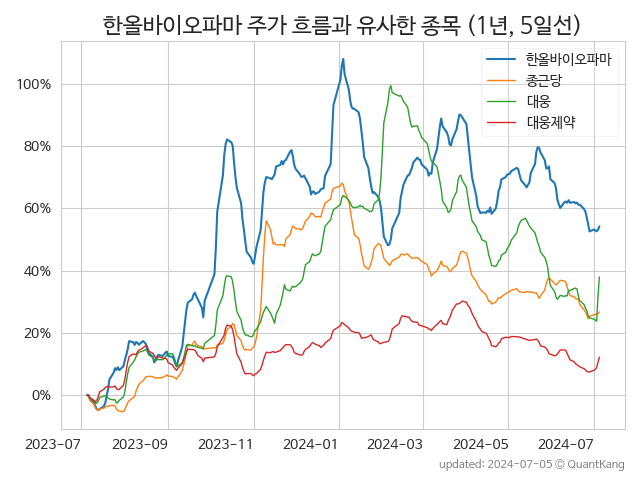 한올바이오파마 주가 흐름과 유사한 종목 (1년, 5일선)
한올바이오파마
종근당
대웅
대웅제약
100%
80%
60%
40%
20%
0%
2023-07 2023-09 2023-11 2024-01 2024-03 2024-05 2024-07
updated: 2024-07-05 © QuantKang